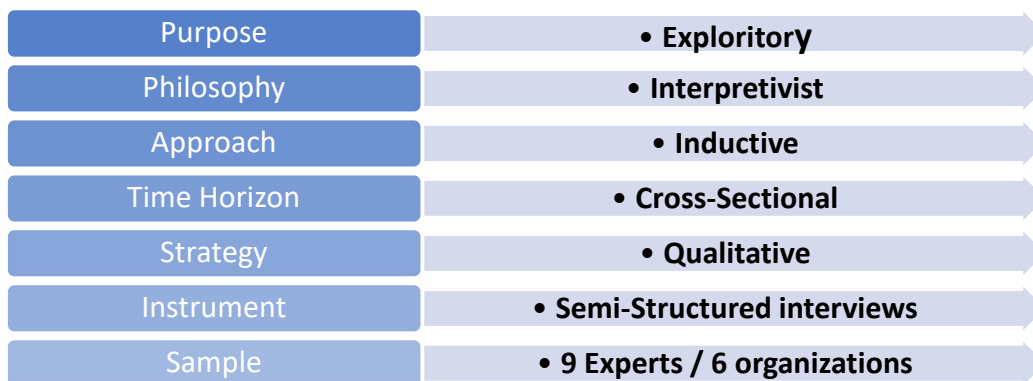 Purpose • Exploritory
Philosophy • Interpretivist
Approach • Inductive
Time Horizon • Cross-Sectional
Strategy • Qualitative
Instrument • Semi-Structured interviews
Sample • 9 Experts / 6 organizations